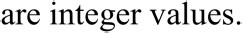 are integer values.